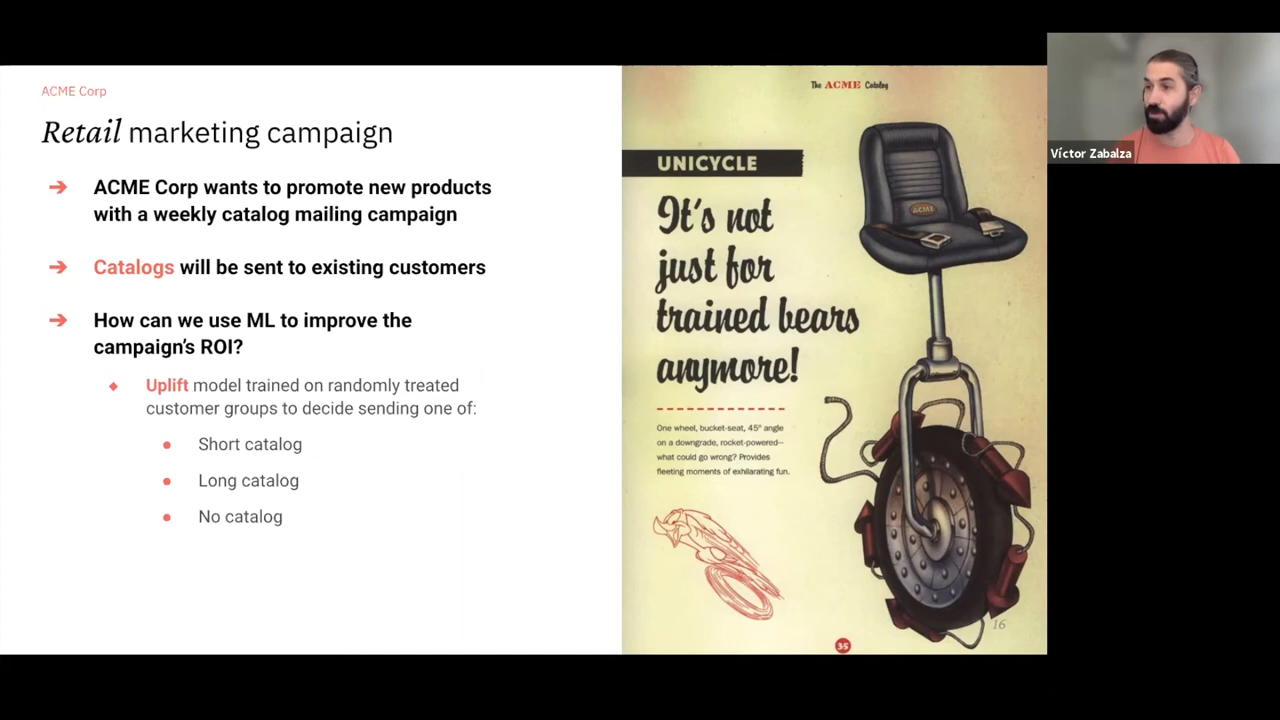 ACME Corp
Retail marketing campaign
➔ ACME Corp wants to promote new products
with a weekly catalog mailing campaign
➔ Catalogs will be sent to existing customers
➔ How can we use ML to improve the
campaign's ROI?
◆ Uplift model trained on randomly treated
customer groups to decide sending one of:
● Short catalog
● Long catalog
● No catalog
The ACME Catalog
UNICYCLE
It's not
just for
trained bears
anymore!
One wheel, bucket-seat, 45° angle
on a downgrade, rocket-powered—
what could go wrong? Provides
fleeting moments of exhilarating fun.
ACME
16
35
Víctor Zabalza